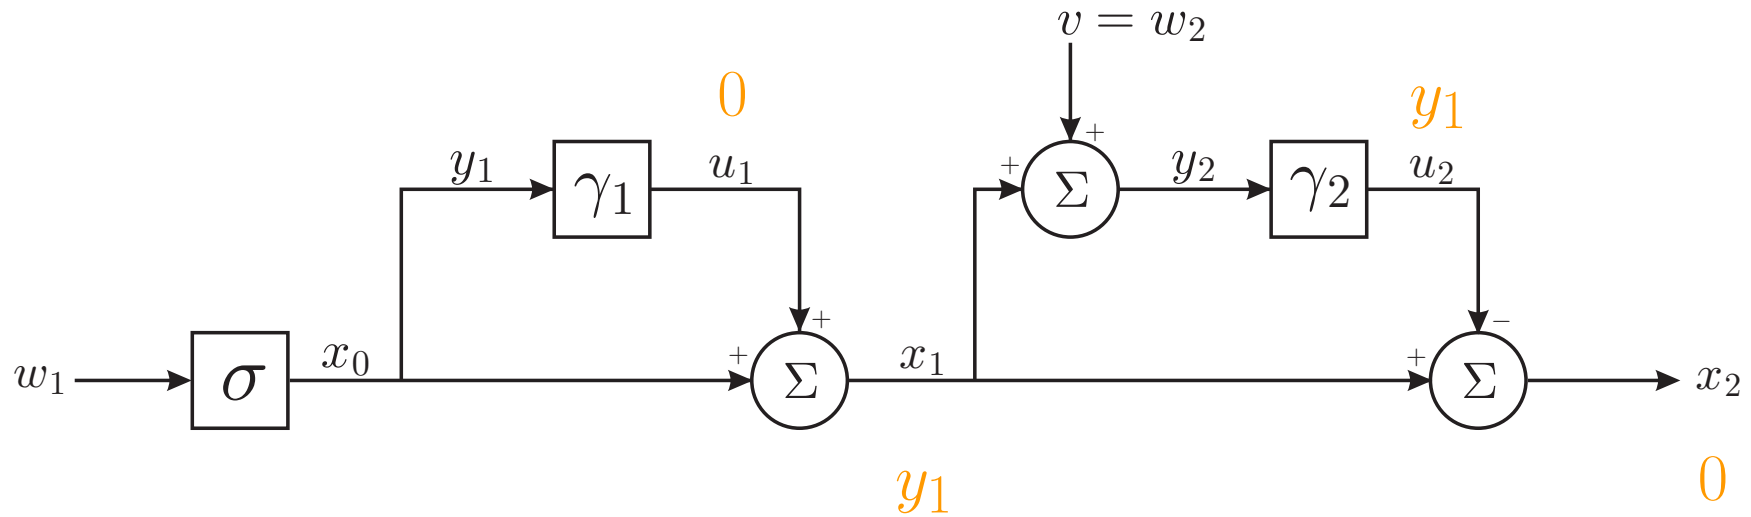 v = w₂
0
y₁
+
+
y₁
γ₁
u₁
Σ
y₂
γ₂
u₂
+
−
w₁
σ
x₀
+
Σ
x₁
+
Σ
x₂
y₁
0